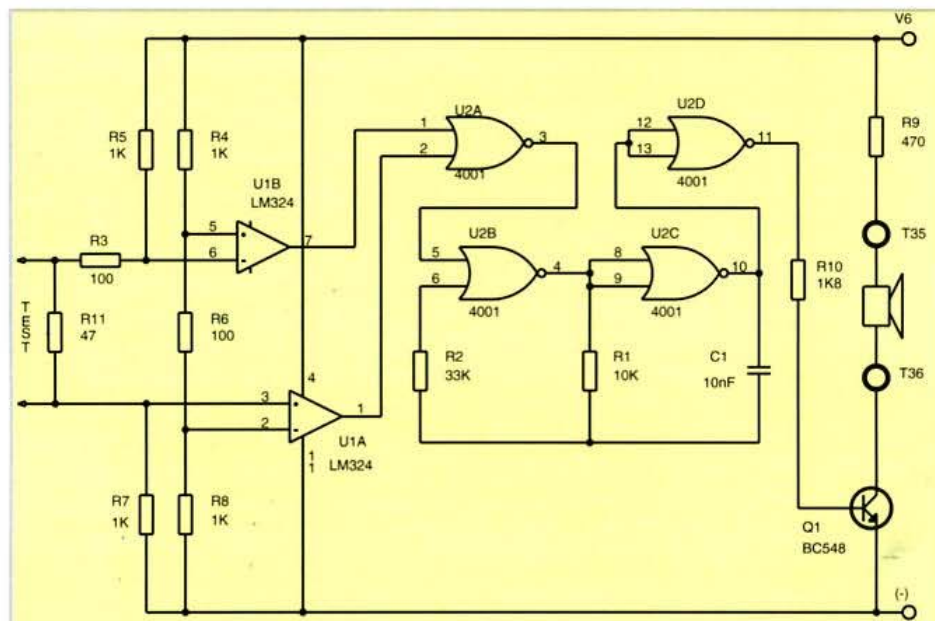 V6
U2A
U2D
R5
1K
R4
1K
1
2
3
12
13
11
R9
470
4001
4001
U1B
LM324
5
6
7
R3
100
U2B
U2C
T35
5
6
4
8
9
10
R10
1K8
TEST
R11
47
R6
100
4001
4001
R2
33K
R1
10K
C1
10nF
T36
4
3
2
1
U1A
LM324
1
1
R7
1K
R8
1K
Q1
BC548
(-)